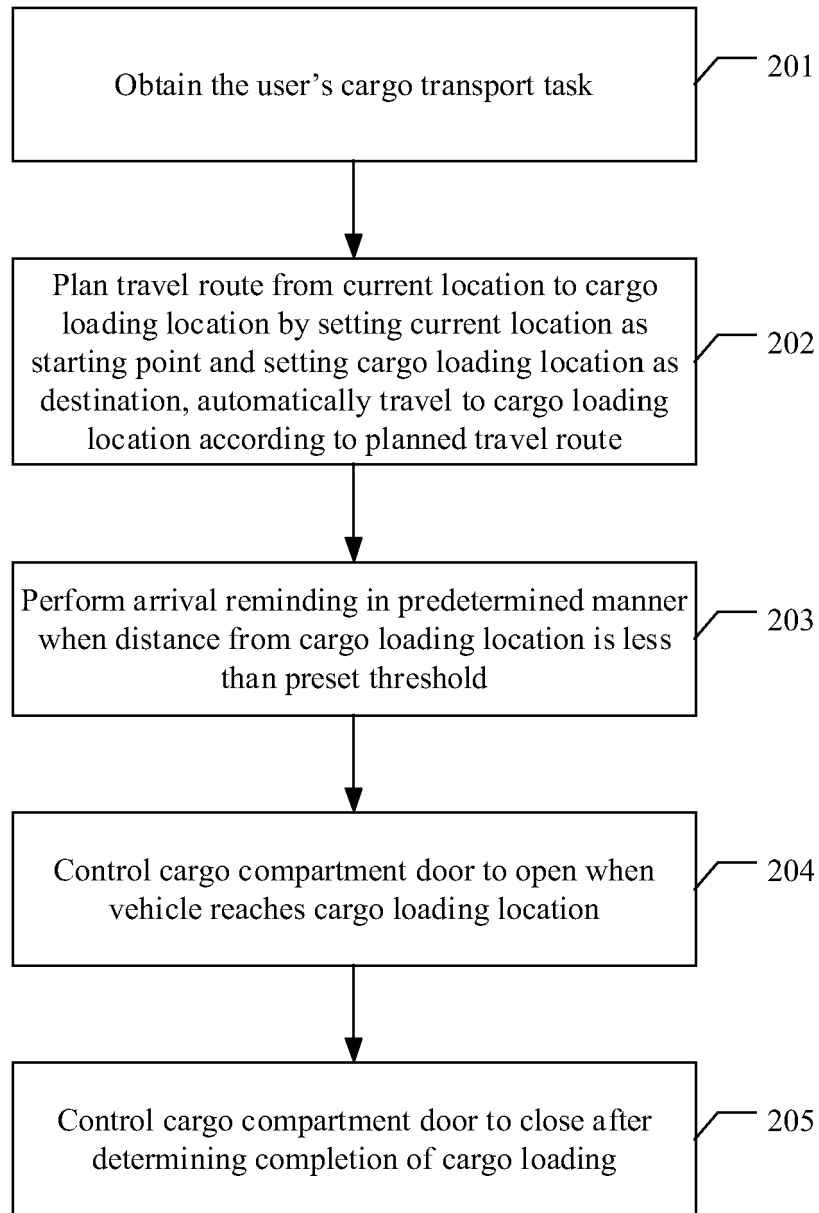 Obtain the user’s cargo transport task
201
Plan travel route from current location to cargo
loading location by setting current location as
starting point and setting cargo loading location as
destination, automatically travel to cargo loading
location according to planned travel route
202
Perform arrival reminding in predetermined manner
when distance from cargo loading location is less
than preset threshold
203
Control cargo compartment door to open when
vehicle reaches cargo loading location
204
Control cargo compartment door to close after
determining completion of cargo loading
205